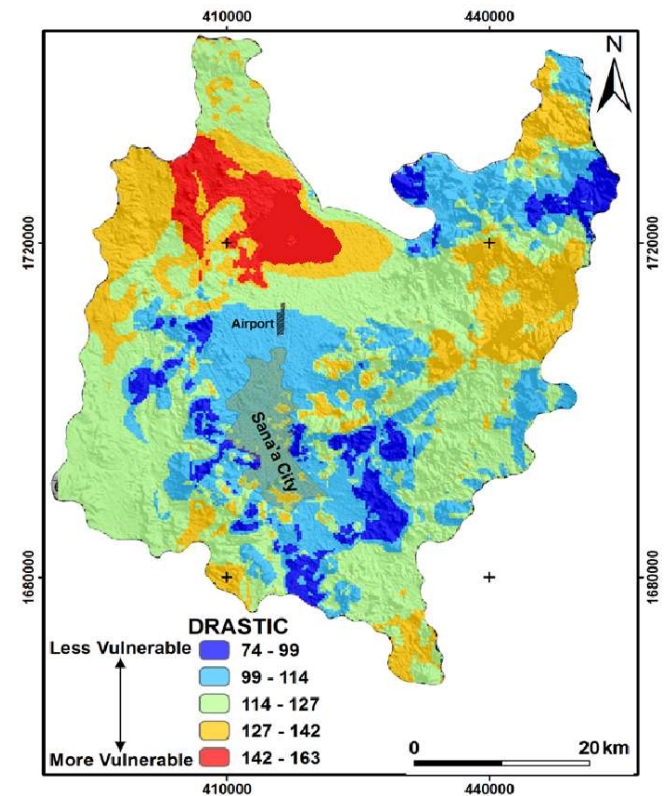 410000 440000
N
1720000 1720000
Airport
Sana'a City
1680000 1680000
DRASTIC
Less Vulnerable
74 - 99
99 - 114
114 - 127
127 - 142
More Vulnerable
142 - 163
0 20 km
410000 440000